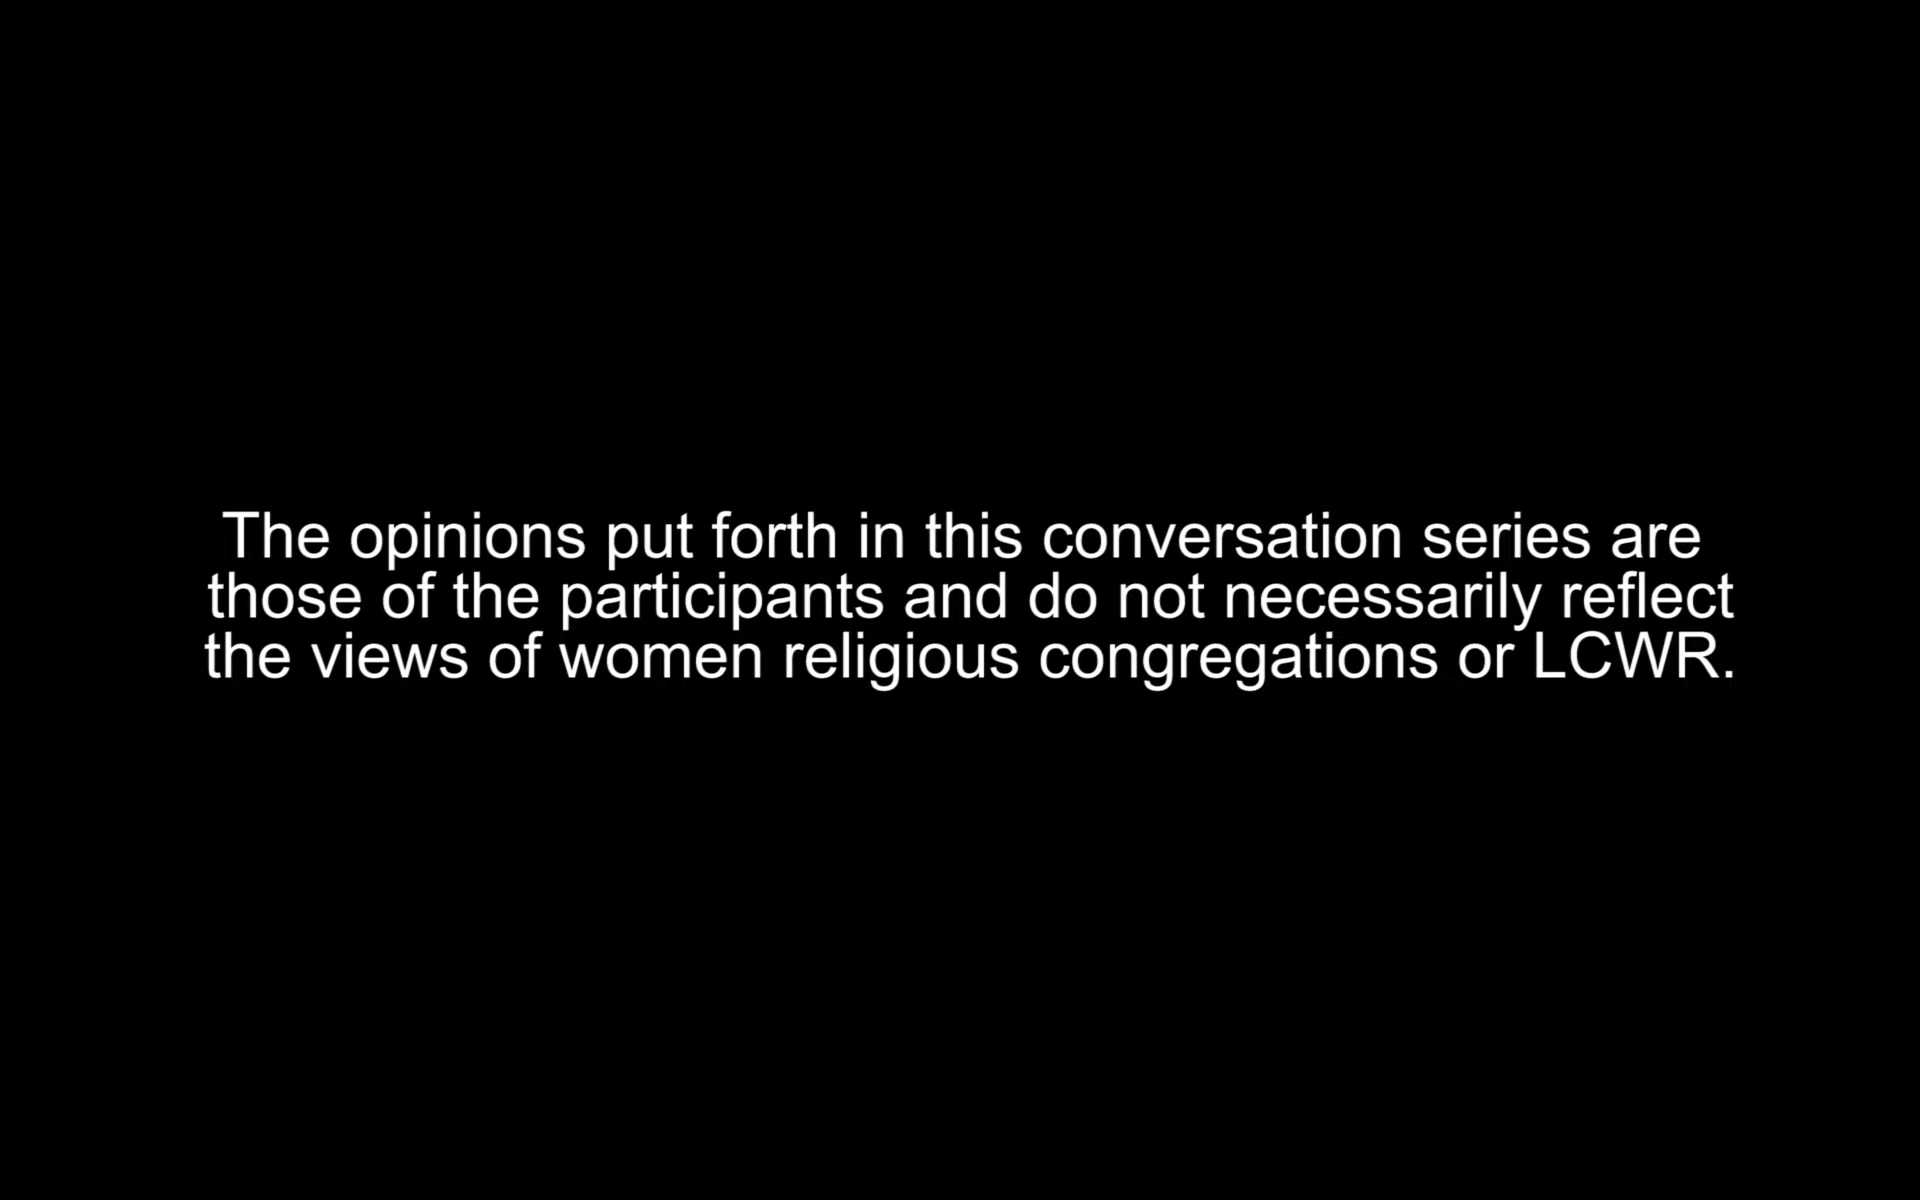 The opinions put forth in this conversation series are
those of the participants and do not necessarily reflect
the views of women religious congregations or LCWR.